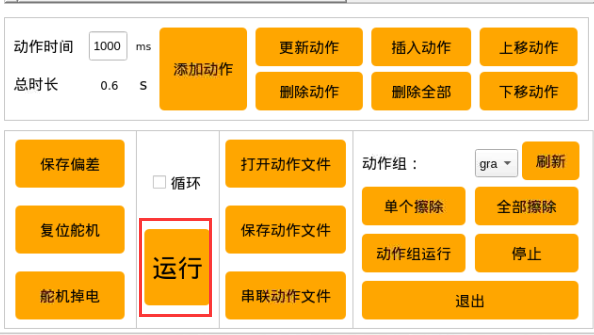 动作时间 1000 ms
总时长 0.6 s
添加动作
更新动作 插入动作 上移动作
删除动作 删除全部 下移动作
保存偏差
复位舵机
舵机掉电
循环
运行
打开动作文件
保存动作文件
串联动作文件
动作组： gra 刷新
单个擦除 全部擦除
动作组运行 停止
退出